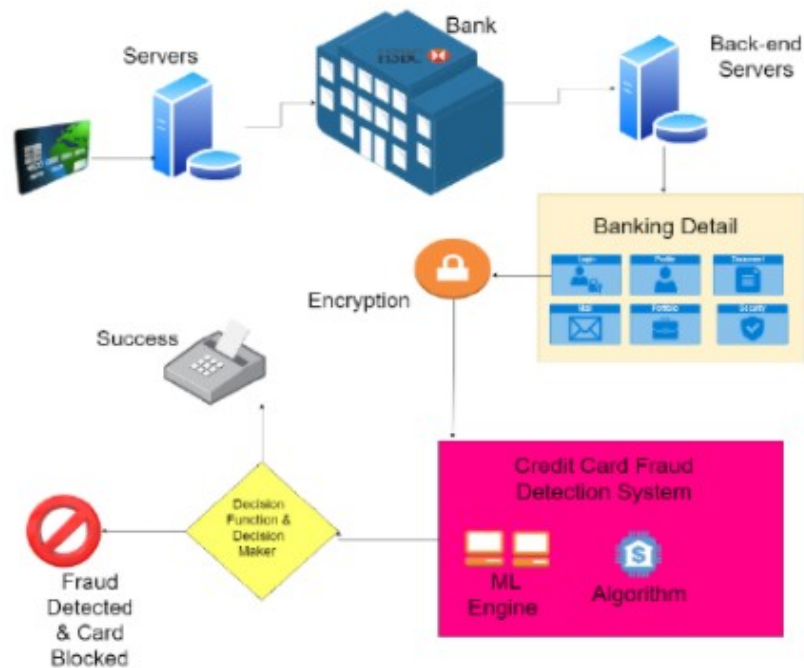 Servers
Bank
HSBC
Back-end
Servers
Banking Detail
Login
Profile
Document
Mail
Portfolio
Security
Encryption
Success
Credit Card Fraud
Detection System
ML
Engine
Algorithm
Decision
Function &
Decision
Maker
Fraud
Detected
& Card
Blocked